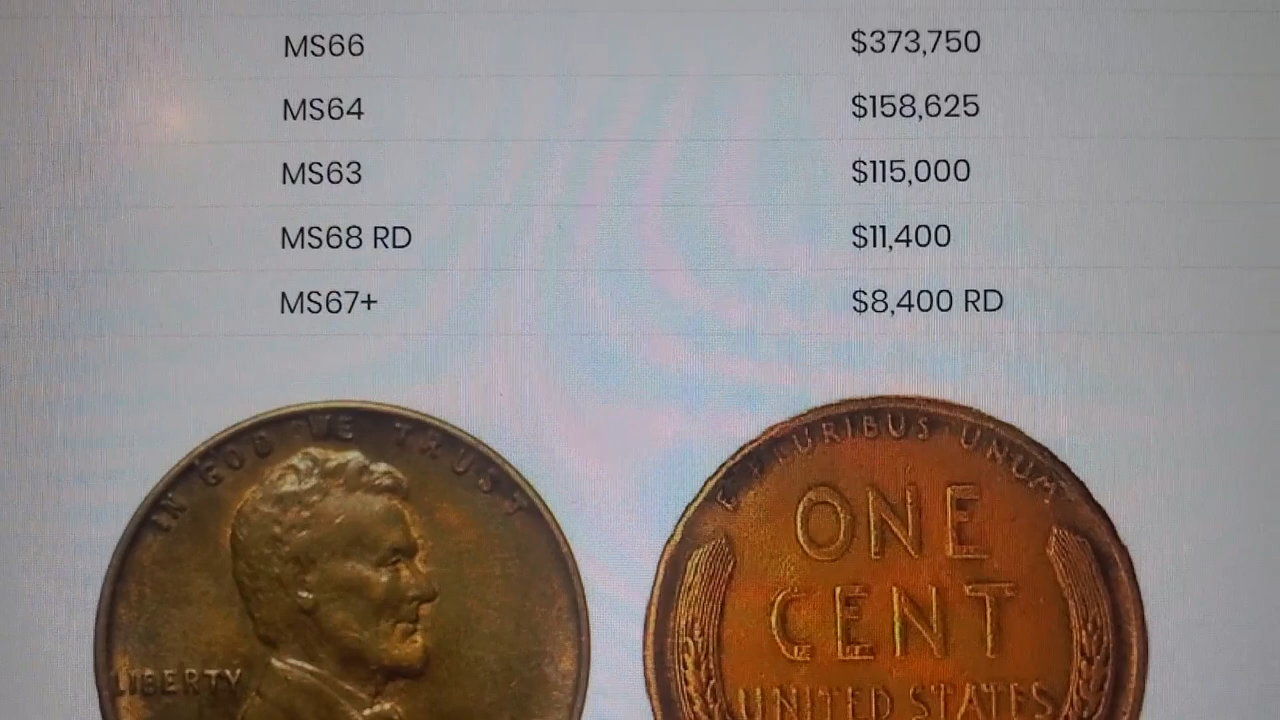 MS66 $373,750
MS64 $158,625
MS63 $115,000
MS68 RD $11,400
MS67+ $8,400 RD
IN GOD WE TRUST
LIBERTY
E PLURIBUS UNUM
ONE
CENT
UNITED STATES